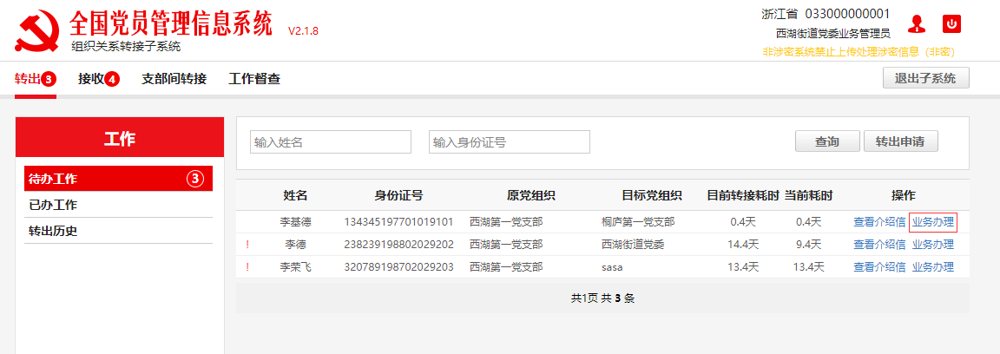 全国党员管理信息系统 V2.1.8
组织关系转接子系统
浙江省 033000000001
西湖街道党委业务管理员
非涉密系统禁止上传处理涉密信息（非密）
转出 3 接收 4 支部间转接 工作督查 退出子系统
工作
待办工作 3
已办工作
转出历史
输入姓名 输入身份证号 查询 转出申请
姓名 身份证号 原党组织 目标党组织 目前转接耗时 当前耗时 操作
李基德 134345197701019101 西湖第一党支部 桐庐第一党支部 0.4天 0.4天 查看介绍信 业务办理
! 李德 238239198802029202 西湖第一党支部 西湖街道党委 14.4天 9.4天 查看介绍信 业务办理
! 李荣飞 320789198702029203 西湖第一党支部 sasa 13.4天 13.4天 查看介绍信 业务办理
共1页 共 3 条